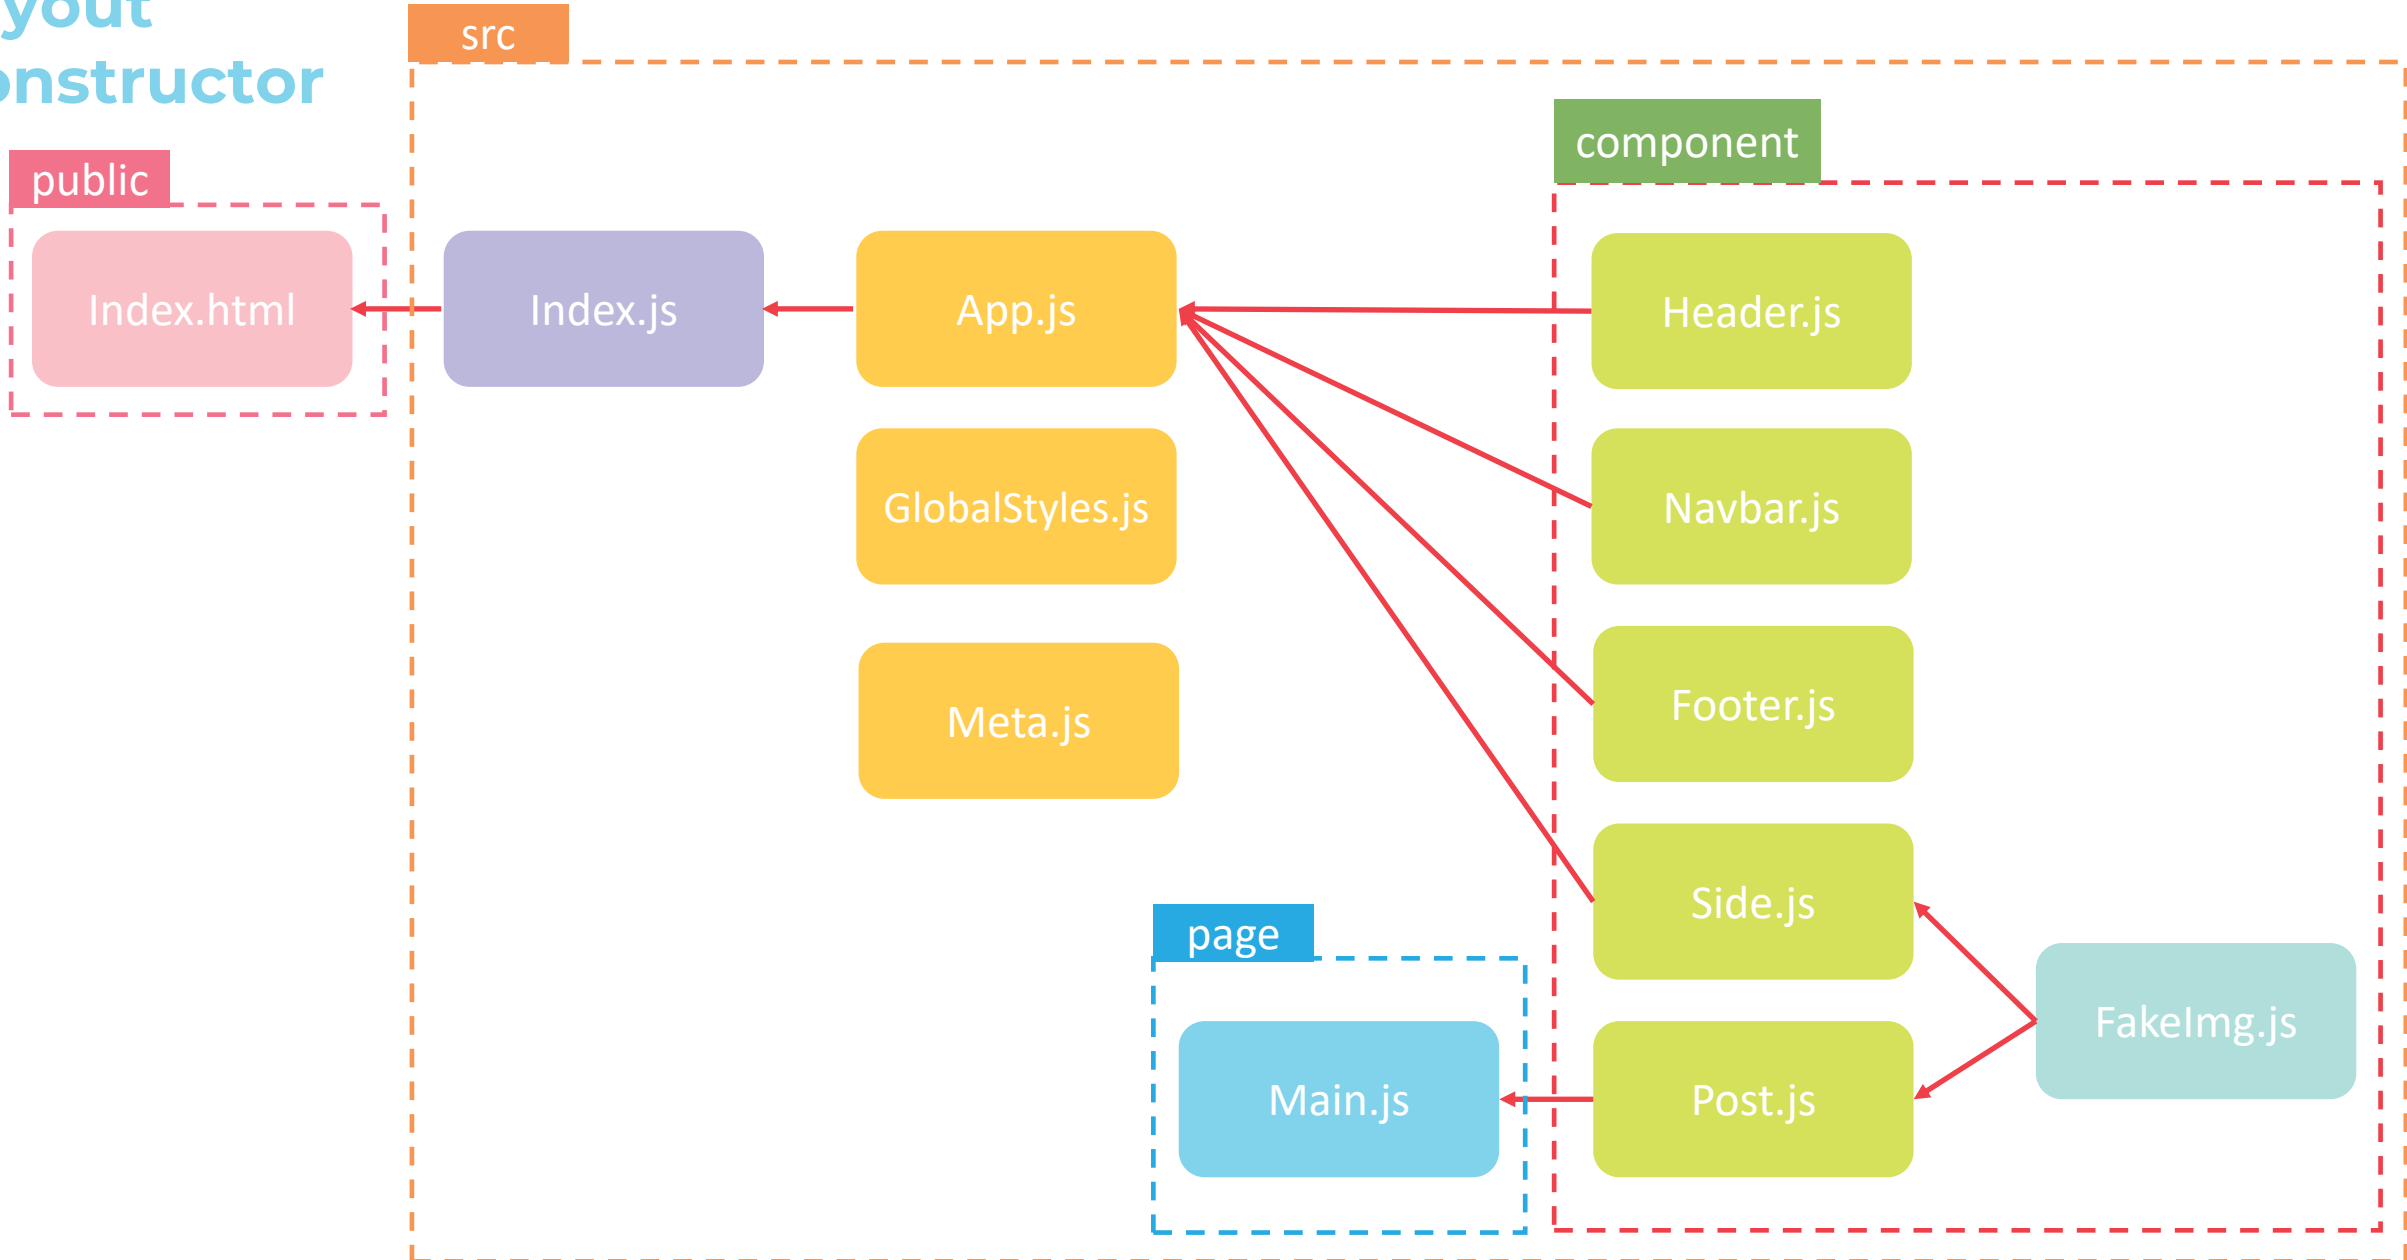 yout
onstructor
src
component
public
Index.html
Index.js
App.js
Header.js
GlobalStyles.js
Navbar.js
Meta.js
Footer.js
Side.js
page
FakeImg.js
Main.js
Post.js